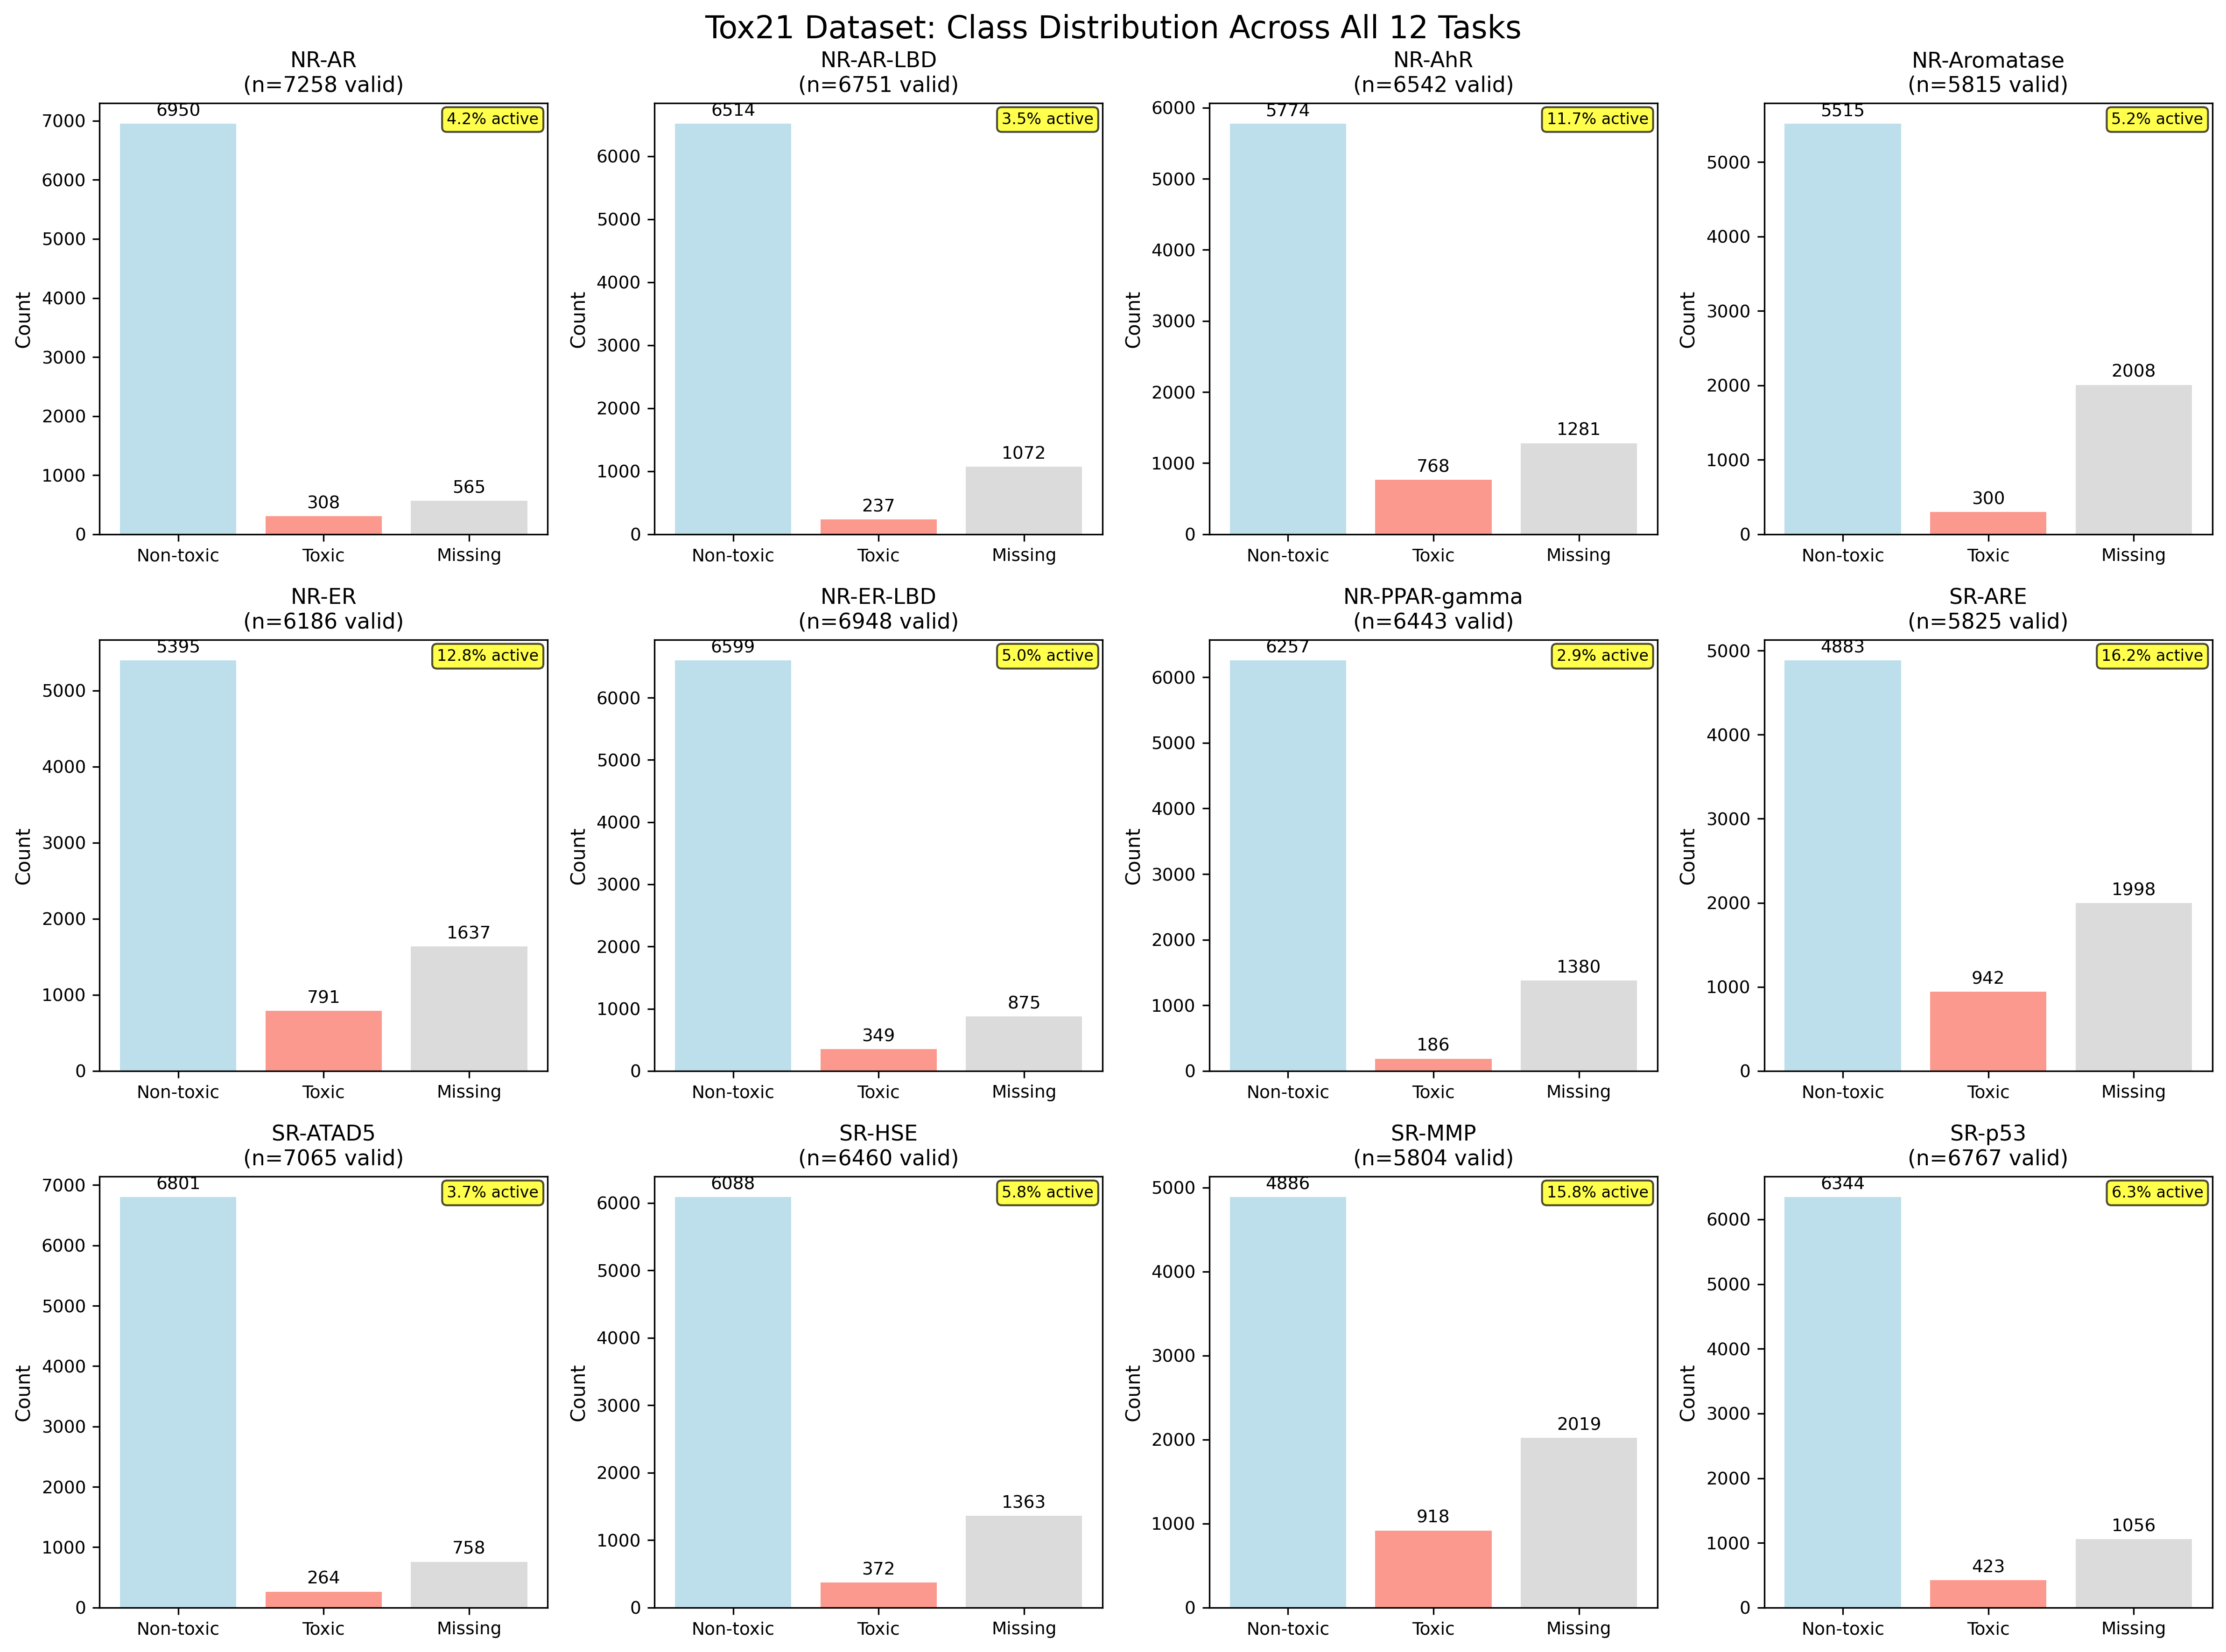 Tox21 Dataset: Class Distribution Across All 12 Tasks
NR-AR
(n=7258 valid)
7000
6000
5000
4000
3000
2000
1000
0
Count
6950
308
565
4.2% active
Non-toxic Toxic Missing
NR-AR-LBD
(n=6751 valid)
6000
5000
4000
3000
2000
1000
0
Count
6514
237
1072
3.5% active
Non-toxic Toxic Missing
NR-AhR
(n=6542 valid)
6000
5000
4000
3000
2000
1000
0
Count
5774
768
1281
11.7% active
Non-toxic Toxic Missing
NR-Aromatase
(n=5815 valid)
5000
4000
3000
2000
1000
0
Count
5515
300
2008
5.2% active
Non-toxic Toxic Missing
NR-ER
(n=6186 valid)
5000
4000
3000
2000
1000
0
Count
5395
791
1637
12.8% active
Non-toxic Toxic Missing
NR-ER-LBD
(n=6948 valid)
6000
5000
4000
3000
2000
1000
0
Count
6599
349
875
5.0% active
Non-toxic Toxic Missing
NR-PPAR-gamma
(n=6443 valid)
6000
5000
4000
3000
2000
1000
0
Count
6257
186
1380
2.9% active
Non-toxic Toxic Missing
SR-ARE
(n=5825 valid)
5000
4000
3000
2000
1000
0
Count
4883
942
1998
16.2% active
Non-toxic Toxic Missing
SR-ATAD5
(n=7065 valid)
7000
6000
5000
4000
3000
2000
1000
0
Count
6801
264
758
3.7% active
Non-toxic Toxic Missing
SR-HSE
(n=6460 valid)
6000
5000
4000
3000
2000
1000
0
Count
6088
372
1363
5.8% active
Non-toxic Toxic Missing
SR-MMP
(n=5804 valid)
5000
4000
3000
2000
1000
0
Count
4886
918
2019
15.8% active
Non-toxic Toxic Missing
SR-p53
(n=6767 valid)
6000
5000
4000
3000
2000
1000
0
Count
6344
423
1056
6.3% active
Non-toxic Toxic Missing